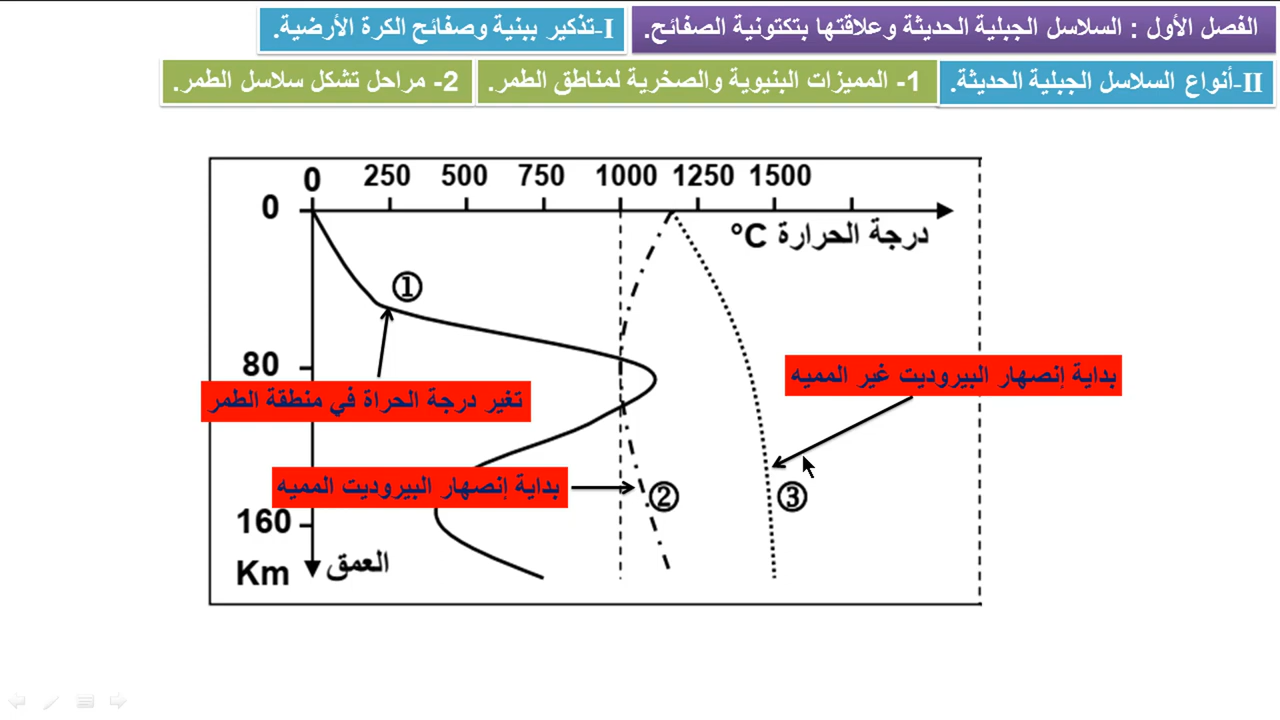 الفصل الأول : السلاسل الجبلية الحديثة وعلاقتها بتكتونية الصفائح.
I-تذكير ببنية وصفائح الكرة الأرضية.
II-أنواع السلاسل الجبلية الحديثة.
1- المميزات البنيوية والصخرية لمناطق الطمر.
2- مراحل تشكل سلاسل الطمر.
0 250 500 750 1000 1250 1500
0
درجة الحرارة °C
①
80
بداية إنصهار البيروديت غير المميه
تغير درجة الحراة في منطقة الطمر
بداية إنصهار البيروديت المميه
② ③
160
Km
العمق